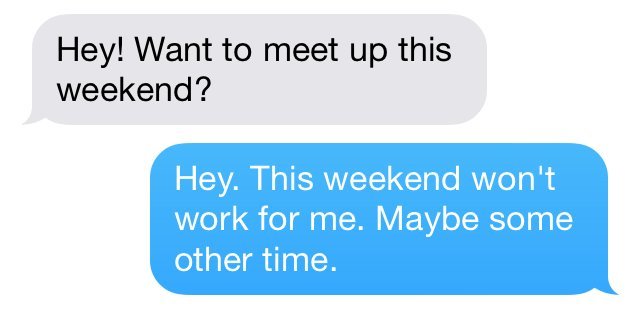 Hey! Want to meet up this
weekend?
Hey. This weekend won't
work for me. Maybe some
other time.